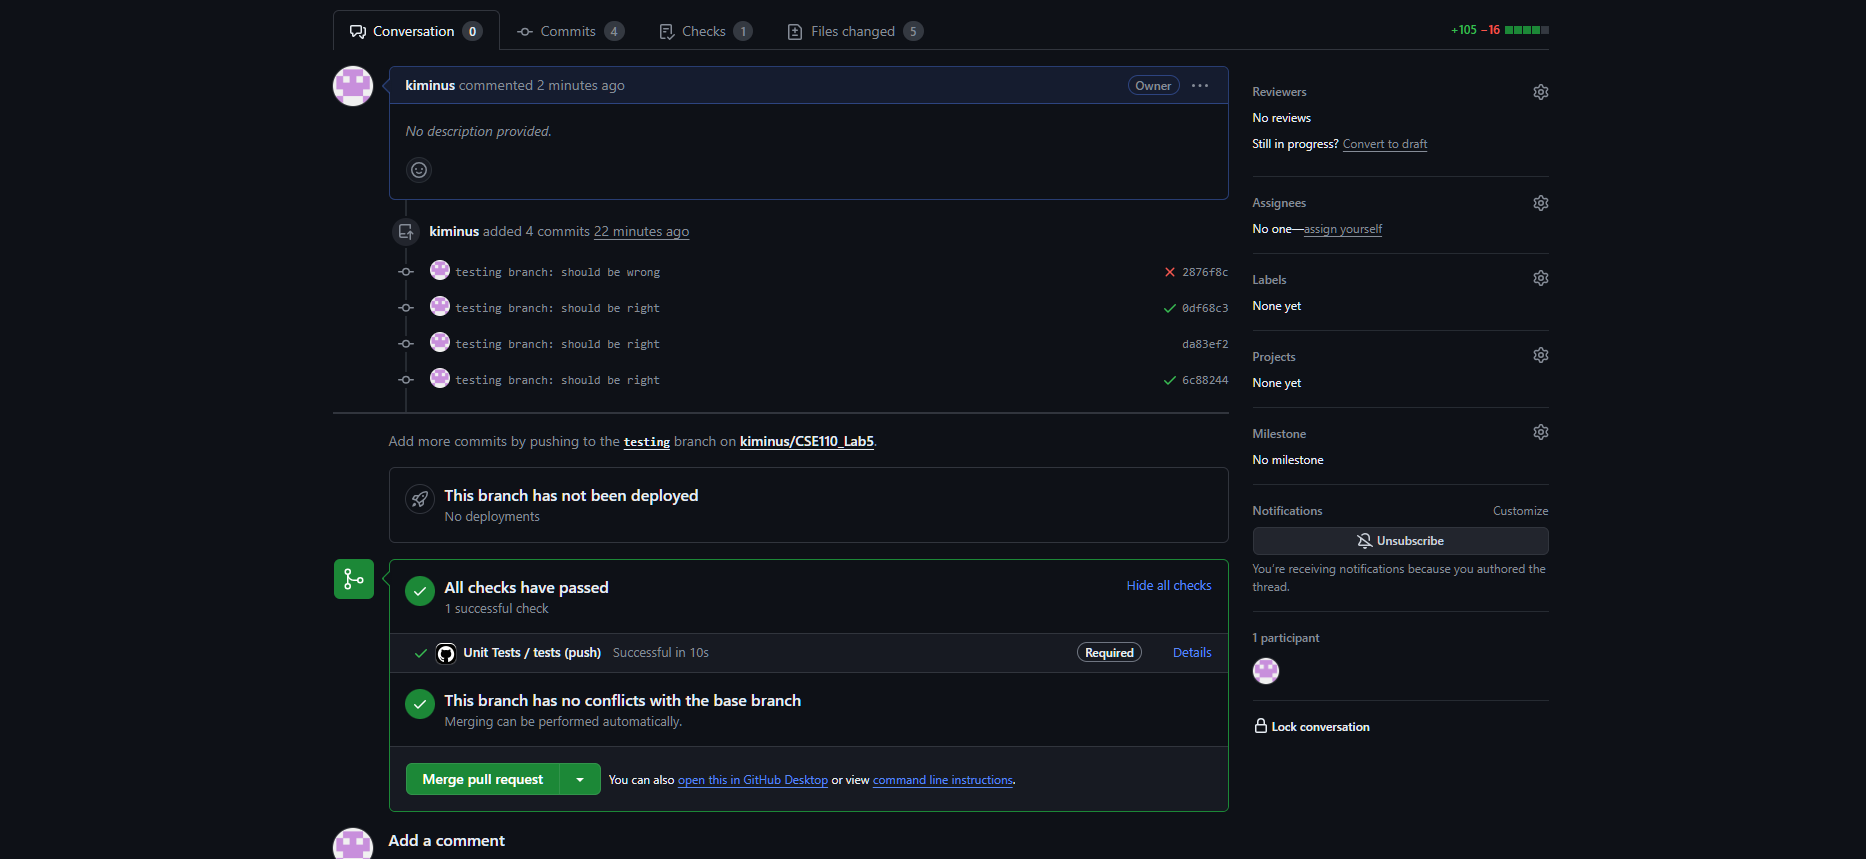 Conversation 0 Commits 4 Checks 1 Files changed 5 +105 −16
kiminus commented 2 minutes ago Owner ···
No description provided.
kiminus added 4 commits 22 minutes ago
testing branch: should be wrong 2876f8c
testing branch: should be right 0df68c3
testing branch: should be right da83ef2
testing branch: should be right 6c88244
Add more commits by pushing to the testing branch on kiminus/CSE110_Lab5.
This branch has not been deployed
No deployments
All checks have passed Hide all checks
1 successful check
Unit Tests / tests (push) Successful in 10s Required Details
This branch has no conflicts with the base branch
Merging can be performed automatically.
Merge pull request You can also open this in GitHub Desktop or view command line instructions.
Add a comment
Reviewers
No reviews
Still in progress? Convert to draft
Assignees
No one—assign yourself
Labels
None yet
Projects
None yet
Milestone
No milestone
Notifications Customize
Unsubscribe
You're receiving notifications because you authored the
thread.
1 participant
Lock conversation